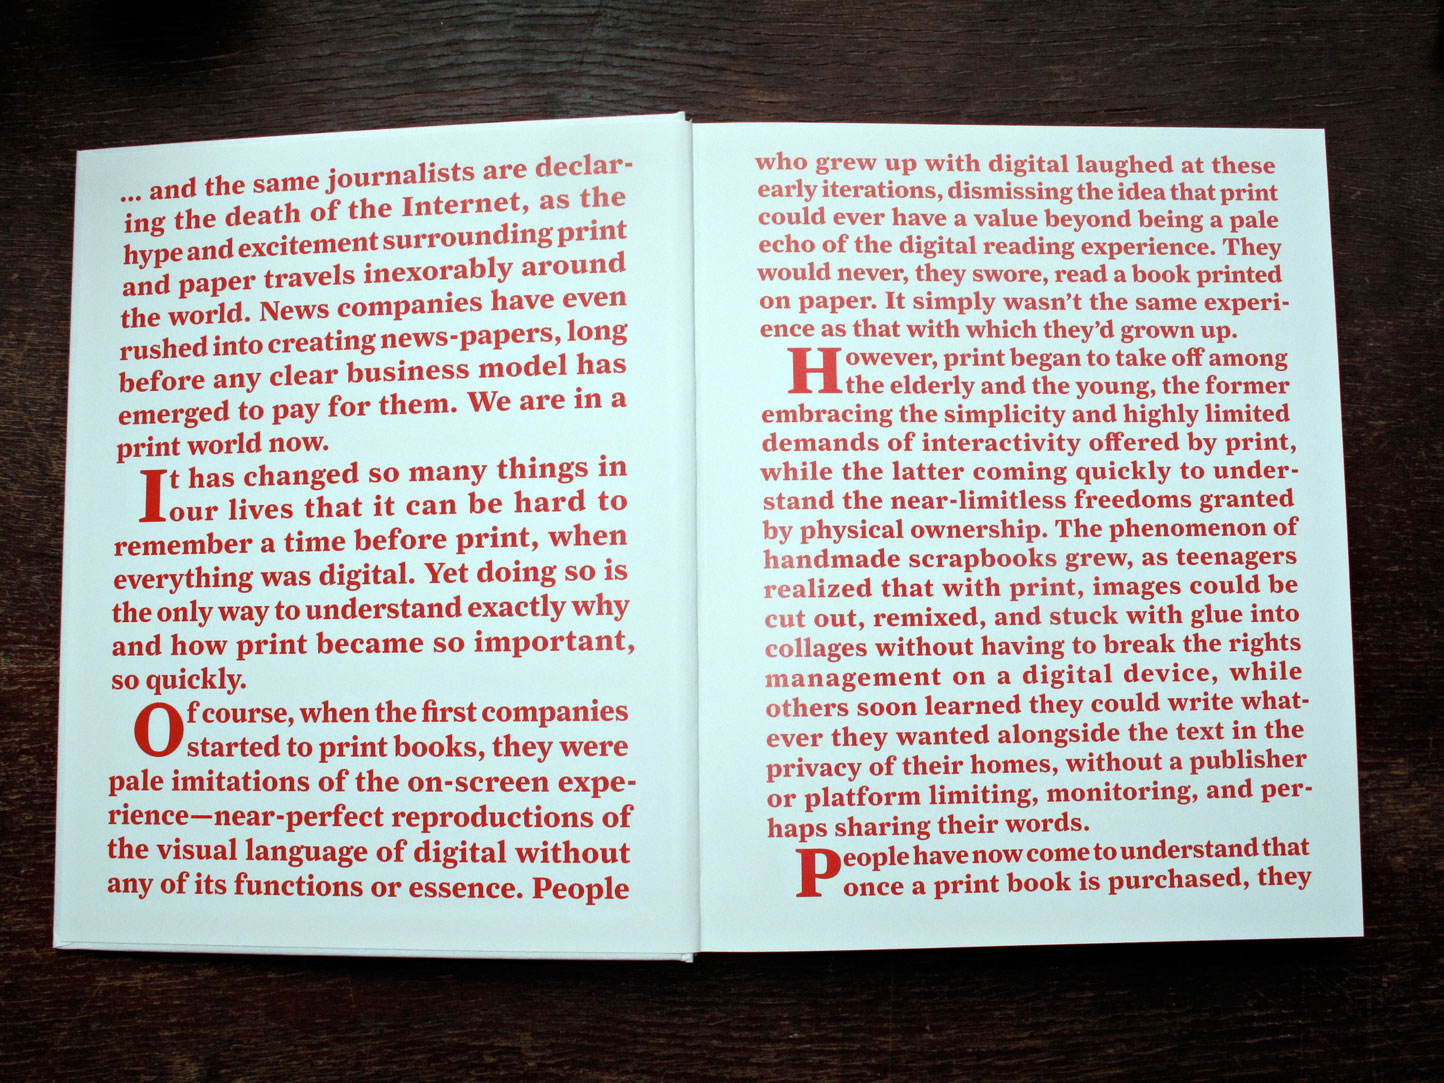 ... and the same journalists are declar-
ing the death of the Internet, as the
hype and excitement surrounding print
and paper travels inexorably around
the world. News companies have even
rushed into creating news-papers, long
before any clear business model has
emerged to pay for them. We are in a
print world now.
It has changed so many things in
our lives that it can be hard to
remember a time before print, when
everything was digital. Yet doing so is
the only way to understand exactly why
and how print became so important,
so quickly.
Of course, when the first companies
started to print books, they were
pale imitations of the on-screen expe-
rience—near-perfect reproductions of
the visual language of digital without
any of its functions or essence. People
who grew up with digital laughed at these
early iterations, dismissing the idea that print
could ever have a value beyond being a pale
echo of the digital reading experience. They
would never, they swore, read a book printed
on paper. It simply wasn't the same experi-
ence as that with which they'd grown up.
However, print began to take off among
the elderly and the young, the former
embracing the simplicity and highly limited
demands of interactivity offered by print,
while the latter coming quickly to under-
stand the near-limitless freedoms granted
by physical ownership. The phenomenon of
handmade scrapbooks grew, as teenagers
realized that with print, images could be
cut out, remixed, and stuck with glue into
collages without having to break the rights
management on a digital device, while
others soon learned they could write what-
ever they wanted alongside the text in the
privacy of their homes, without a publisher
or platform limiting, monitoring, and per-
haps sharing their words.
People have now come to understand that
once a print book is purchased, they